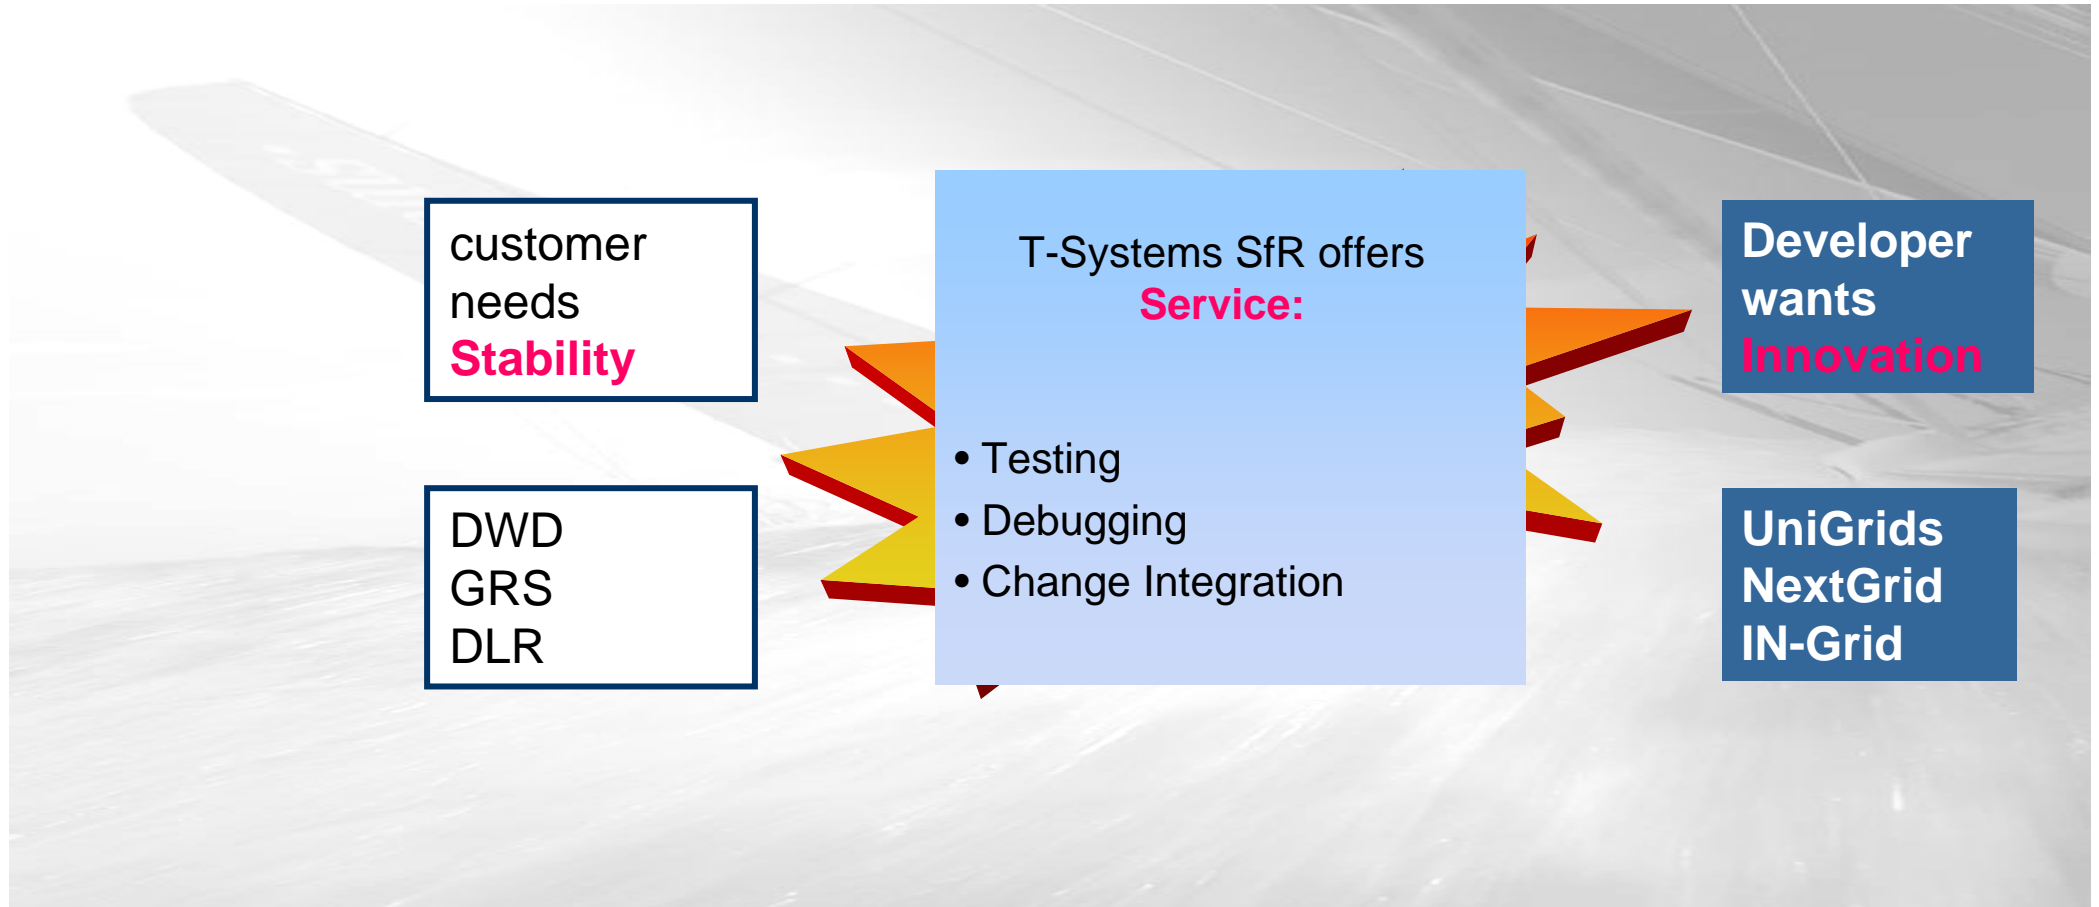 customer
needs
Stability
DWD
GRS
DLR
T-Systems SfR offers
Service:
• Testing
• Debugging
• Change Integration
Developer
wants
Innovation
UniGrids
NextGrid
IN-Grid